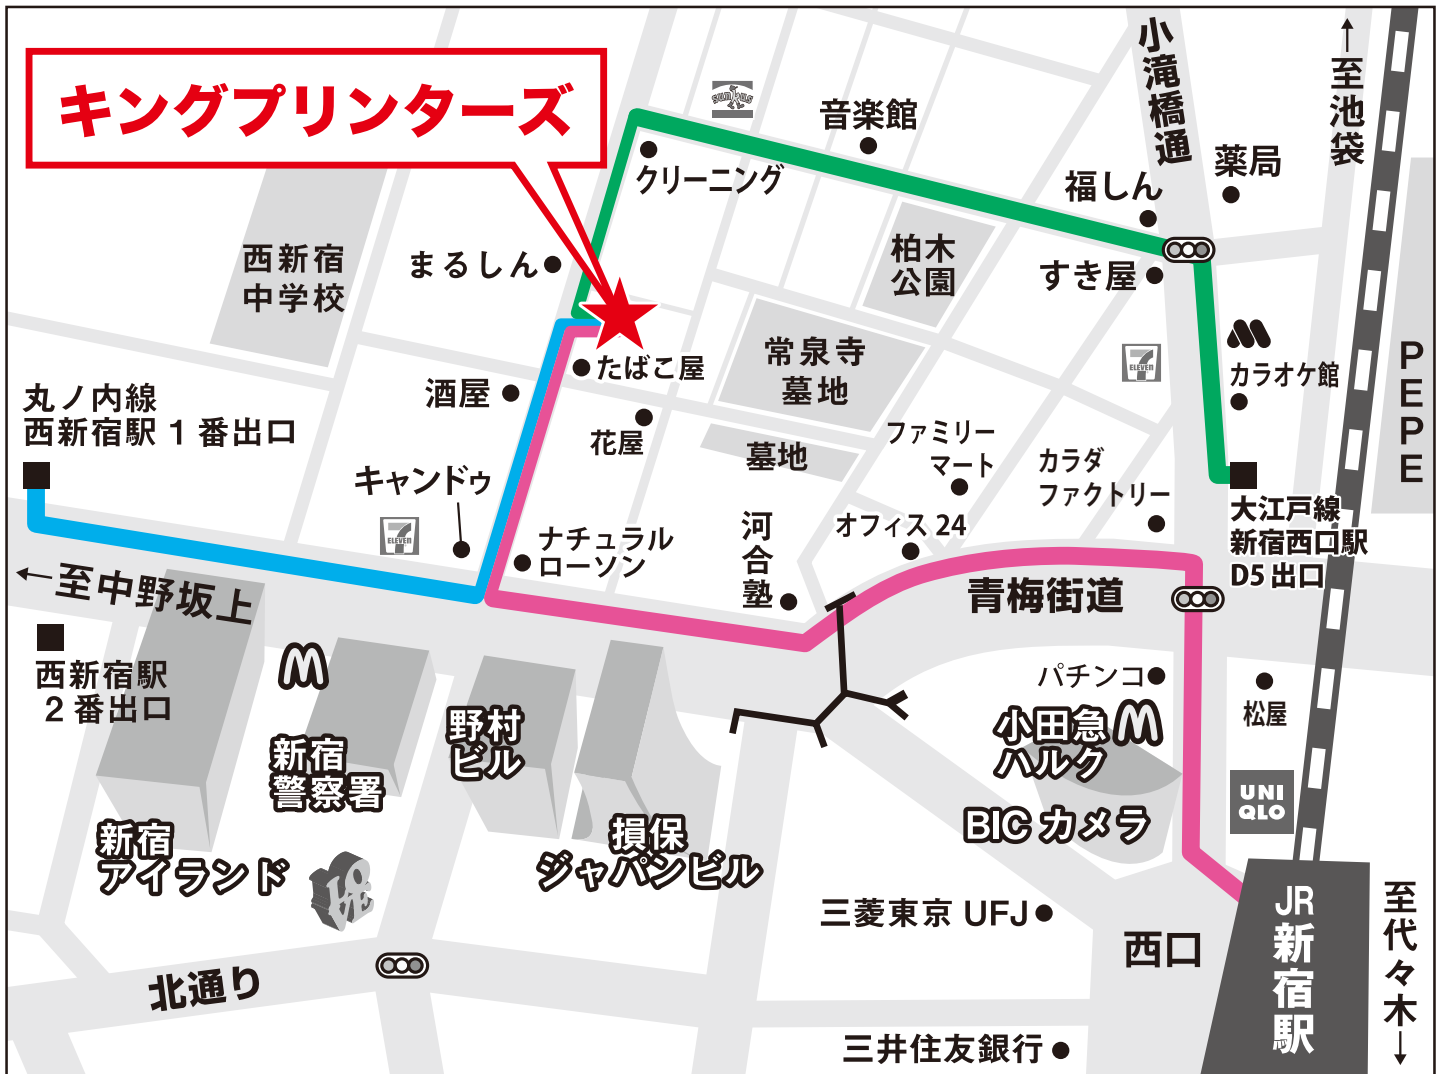 キングプリンターズ
小滝橋通
↑至池袋
sunkus
音楽館
クリーニング
福しん
薬局
西新宿
中学校
まるしん
柏木
公園
すき屋
常泉寺
墓地
7
ELEVEN
カラオケ館
PEPE
たばこ屋
酒屋
丸ノ内線
西新宿駅 1 番出口
花屋
墓地
ファミリー
マート
カラダ
ファクトリー
キャンドゥ
7
ELEVEN
ナチュラル
ローソン
河合塾
オフィス 24
大江戸線
新宿西口駅
D5 出口
←至中野坂上
青梅街道
西新宿駅
2 番出口
パチンコ
松屋
新宿
警察署
野村
ビル
小田急
ハルク
BIC カメラ
UNI
QLO
新宿
アイランド
損保
ジャパンビル
LO
VE
三菱東京 UFJ
西口
JR
新宿駅
至代々木→
北通り
三井住友銀行